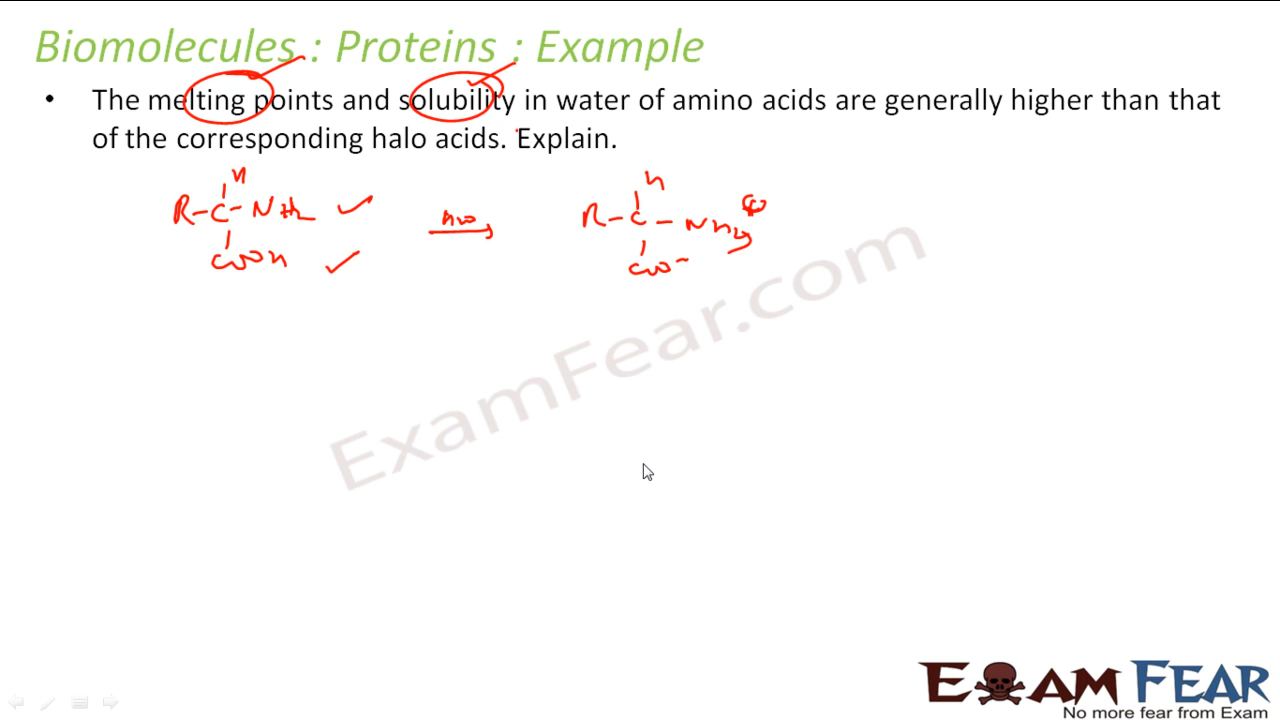 Biomolecules : Proteins : Example
• The melting points and solubility in water of amino acids are generally higher than that
of the corresponding halo acids. Explain.
H H
R-C-NH2 R-C-NH3⊕
COOH COO-
ExamFear.com
EXAM FEAR
No more fear from Exam